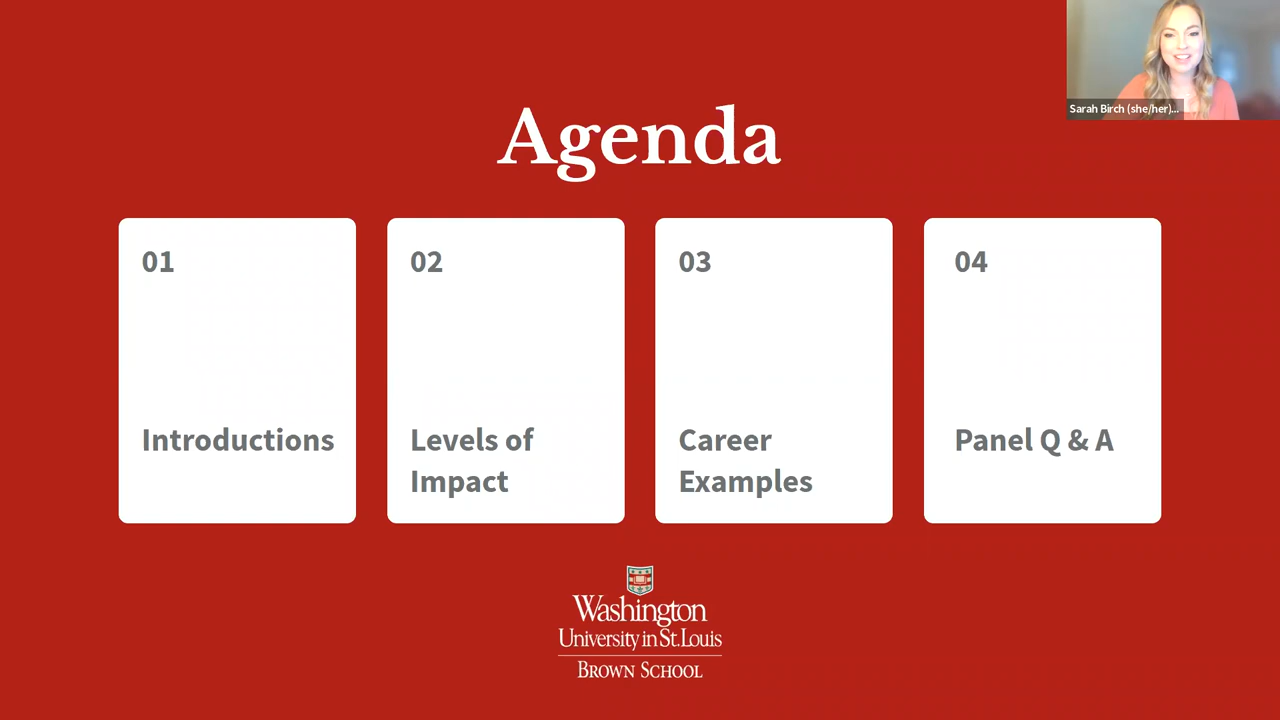 Sarah Birch (she/her)...
Agenda
01
Introductions
02
Levels of
Impact
03
Career
Examples
04
Panel Q & A
Washington
University in St. Louis
BROWN SCHOOL